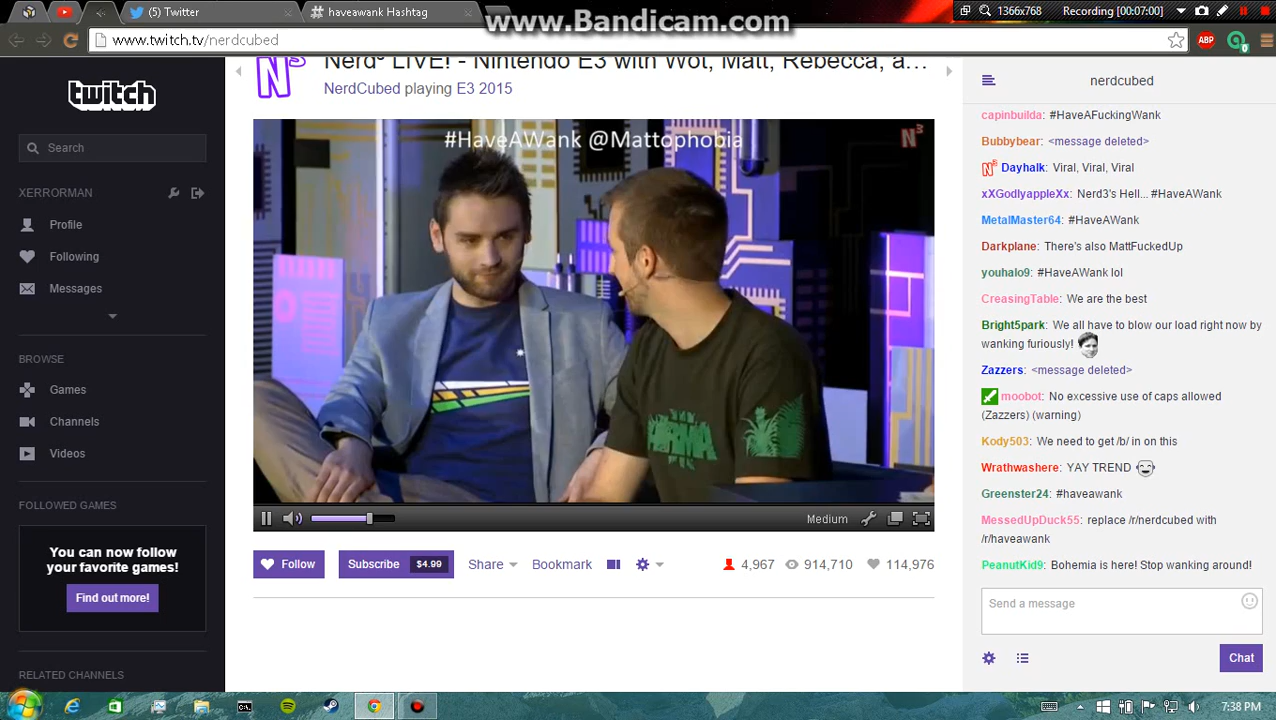 www.Bandicam.com
1366x768
Recording [02:07:00]
(5) Twitter
haveawank Hashtag
www.twitch.tv/nerdcubed
ABP
0
twitch
Search
XERRORMAN
Profile
Following
Messages
BROWSE
Games
Channels
Videos
FOLLOWED GAMES
You can now follow
your favorite games!
Find out more!
RELATED CHANNELS
N3
Nerd³ LIVE! - Nintendo E3 with Wot, Matt, Rebecca, a...
NerdCubed playing E3 2015
#HaveAWank @Mattophobia
N3
Medium
Follow
Subscribe $4.99
Share
Bookmark
4,967
914,710
114,976
nerdcubed
capinbuilda: #HaveAFuckingWank
Bubbybear: <message deleted>
Dayhalk: Viral, Viral, Viral
xXGodlyappleXx: Nerd3's Hell... #HaveAWank
MetalMaster64: #HaveAWank
Darkplane: There's also MattFuckedUp
youhalo9: #HaveAWank lol
CreasingTable: We are the best
Bright5park: We all have to blow our load right now by
wanking furiously!
Zazzers: <message deleted>
moobot: No excessive use of caps allowed
(Zazzers) (warning)
Kody503: We need to get /b/ in on this
Wrathwashere: YAY TREND
Greenster24: #haveawank
MessedUpDuck55: replace /r/nerdcubed with
/r/haveawank
PeanutKid9: Bohemia is here! Stop wanking around!
Send a message
Chat
7:38 PM